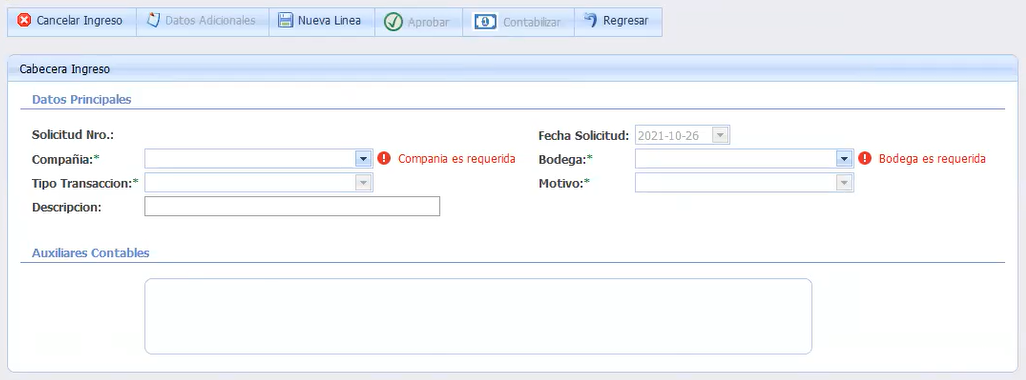 Cancelar Ingreso Datos Adicionales Nueva Linea Aprobar Contabilizar Regresar
Cabecera Ingreso
Datos Principales
Solicitud Nro.: Fecha Solicitud: 2021-10-26
Compañia:* Compania es requerida Bodega:* Bodega es requerida
Tipo Transaccion:* Motivo:*
Descripcion:
Auxiliares Contables